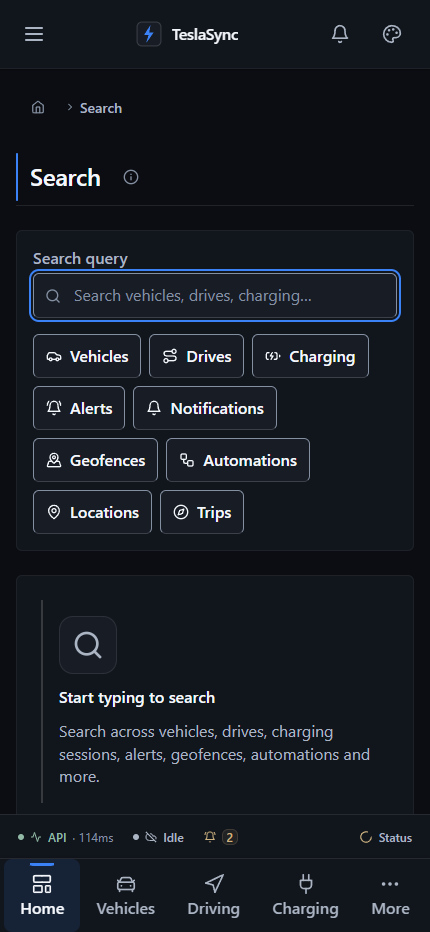 TeslaSync
Search
Search
Search query
Search vehicles, drives, charging...
Vehicles
Drives
Charging
Alerts
Notifications
Geofences
Automations
Locations
Trips
Start typing to search
Search across vehicles, drives, charging
sessions, alerts, geofences, automations and
more.
API · 114ms
Idle
2
Status
Home
Vehicles
Driving
Charging
More